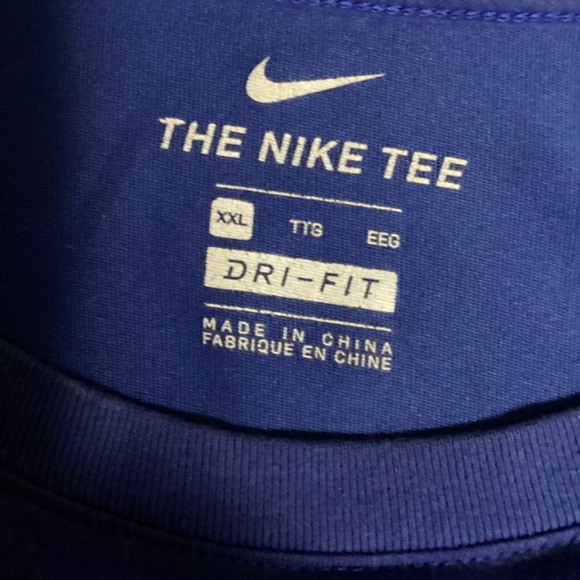 THE NIKE TEE
XXL TTG EEG
DRI-FIT
MADE IN CHINA
FABRIQUE EN CHINE